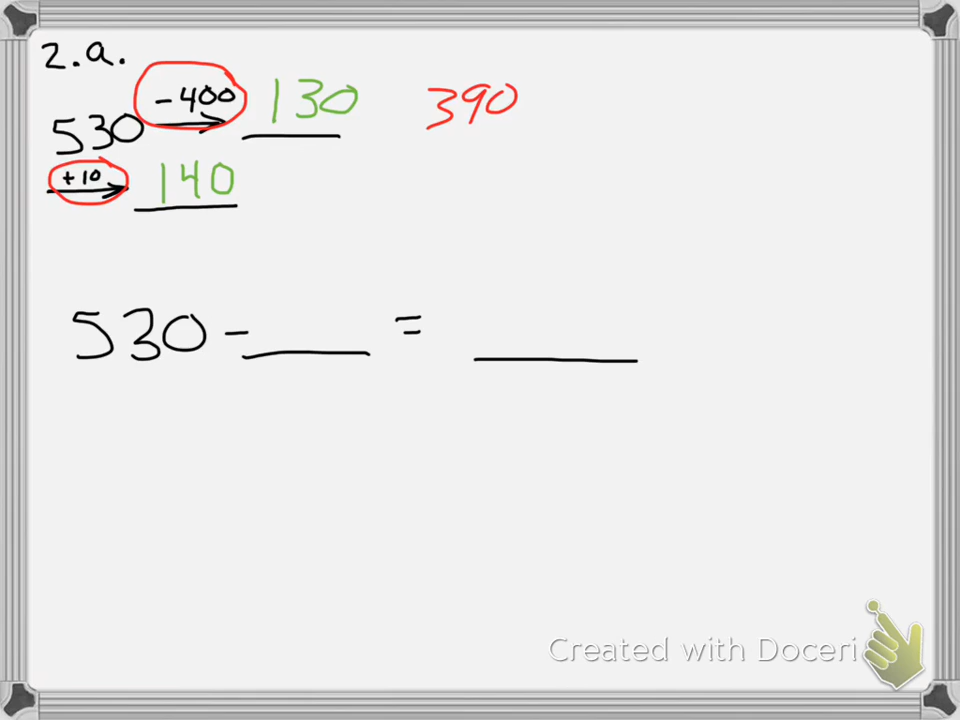 2.a.
530 -400 130 390
+10 140
530 - ___ = ___
Created with Doceri